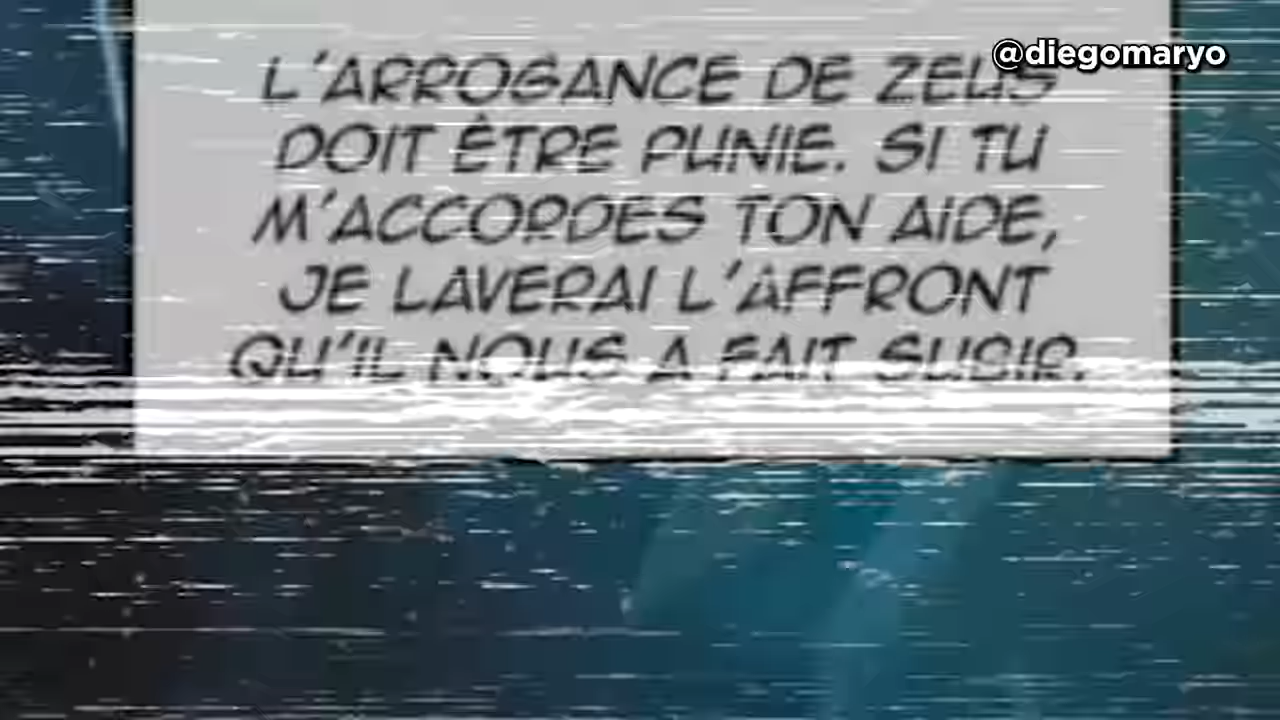 @diegomaryo
L'ARROGANCE DE ZEUS
DOIT ÊTRE PUNIE. SI TU
M'ACCORDES TON AIDE,
JE LAVERAI L'AFFRONT
QU'IL NOUS A FAIT SUBIR.